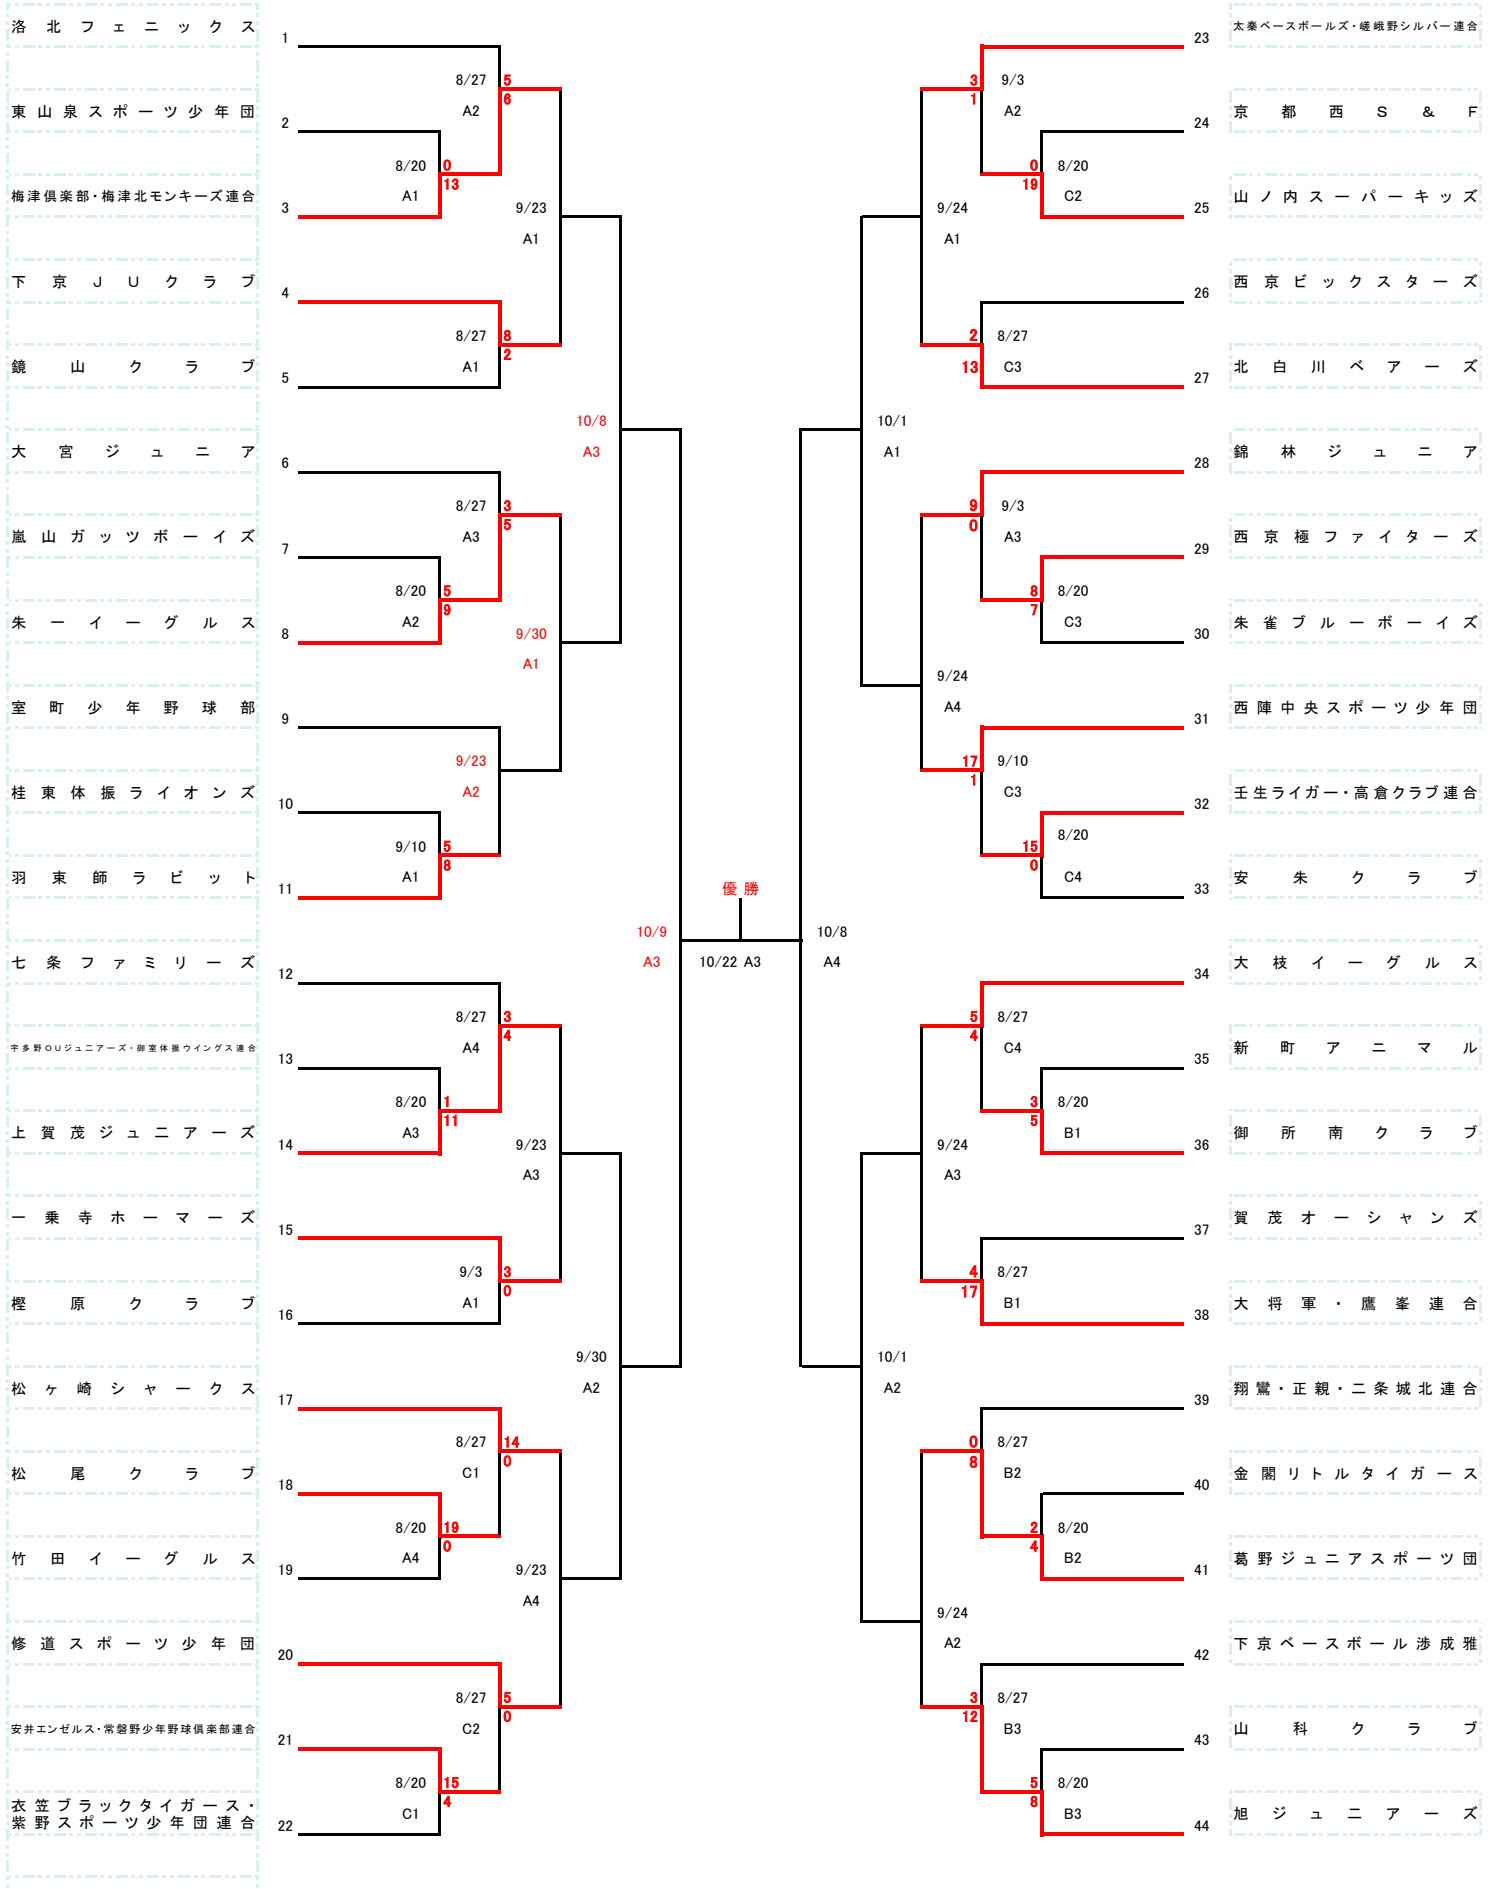 洛北フェニックス
1
東山泉スポーツ少年団
2
梅津倶楽部・梅津北モンキーズ連合
3
下京JUクラブ
4
鏡山クラブ
5
大宮ジュニア
6
嵐山ガッツボーイズ
7
朱一イーグルス
8
室町少年野球部
9
桂東体振ライオンズ
10
羽束師ラビット
11
七条ファミリーズ
12
宇多野OUジュニアーズ・御室体振ウイングス連合
13
上賀茂ジュニアーズ
14
一乗寺ホーマーズ
15
樫原クラブ
16
松ヶ崎シャークス
17
松尾クラブ
18
竹田イーグルス
19
修道スポーツ少年団
20
安井エンゼルス・常磐野少年野球倶楽部連合
21
衣笠ブラックタイガース・
紫野スポーツ少年団連合
22
8/20
A1
0
13
8/20
A2
5
9
9/10
A1
5
8
8/20
A3
1
11
8/20
A4
19
0
8/20
C1
15
4
8/27
A2
5
6
8/27
A1
8
2
8/27
A3
3
5
9/23
A2
8/27
A4
3
4
9/3
A1
3
0
8/27
C1
14
0
8/27
C2
5
0
9/23
A1
9/30
A1
9/23
A3
9/23
A4
10/8
A3
9/30
A2
10/9
A3
優勝
10/22 A3
10/8
A4
10/1
A1
10/1
A2
9/24
A1
9/24
A4
9/24
A3
9/24
A2
3
1
9/3
A2
2
13
8/27
C3
9
0
9/3
A3
17
1
9/10
C3
5
4
8/27
C4
4
17
8/27
B1
0
8
8/27
B2
3
12
8/27
B3
0
19
8/20
C2
8
7
8/20
C3
15
0
8/20
C4
3
5
8/20
B1
2
4
8/20
B2
5
8
8/20
B3
23
太秦ベースボールズ・嵯峨野シルバー連合
24
京都西S&F
25
山ノ内スーパーキッズ
26
西京ビックスターズ
27
北白川ベアーズ
28
錦林ジュニア
29
西京極ファイターズ
30
朱雀ブルーボーイズ
31
西陣中央スポーツ少年団
32
壬生ライガー・高倉クラブ連合
33
安朱クラブ
34
大枝イーグルス
35
新町アニマル
36
御所南クラブ
37
賀茂オーシャンズ
38
大将軍・鷹峯連合
39
翔鸞・正親・二条城北連合
40
金閣リトルタイガース
41
葛野ジュニアスポーツ団
42
下京ベースボール渉成雅
43
山科クラブ
44
旭ジュニアーズ